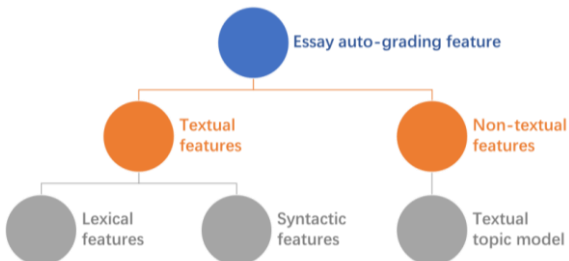 Essay auto-grading feature
Textual
features
Non-textual
features
Lexical
features
Syntactic
features
Textual
topic model